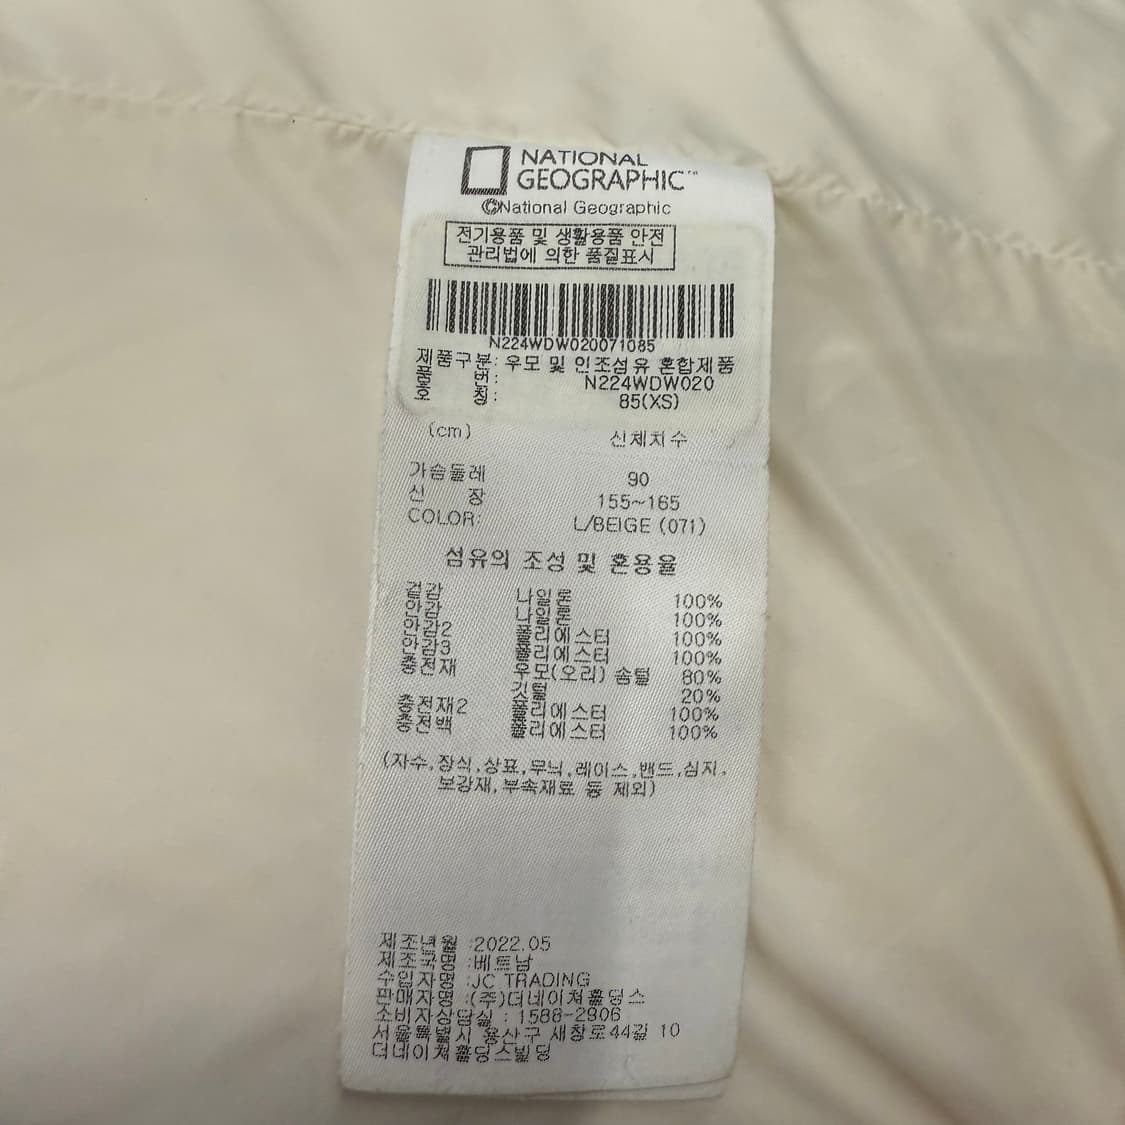 NATIONAL
GEOGRAPHIC™
©National Geographic
전기용품 및 생활용품 안전
관리법에 의한 품질표시
N224WDW020071085
제품구분: 우모 및 인조섬유 혼합제품
품 번: N224WDW020
호 칭: 85(XS)
(cm) 신체치수
가슴둘레 90
신 장 155~165
COLOR: L/BEIGE (071)
섬유의 조성 및 혼용율
겉감 나일론 100%
안감 나일론 100%
안감2 폴리에스터 100%
안감3 폴리에스터 100%
충전재 우모(오리) 솜털 80%
깃털 20%
충전재2 폴리에스터 100%
충전백 폴리에스터 100%
(자수,장식,상표,무늬,레이스,밴드,심지,
보강재,부속재료 등 제외)
제조년월 :2022.05
제조국명 :베트남
수입자명 :JC TRADING
판매자명 :(주)더네이쳐홀딩스
소비자상담실 : 1588-2906
서울특별시 용산구 새창로44길 10
더네이쳐홀딩스빌딩